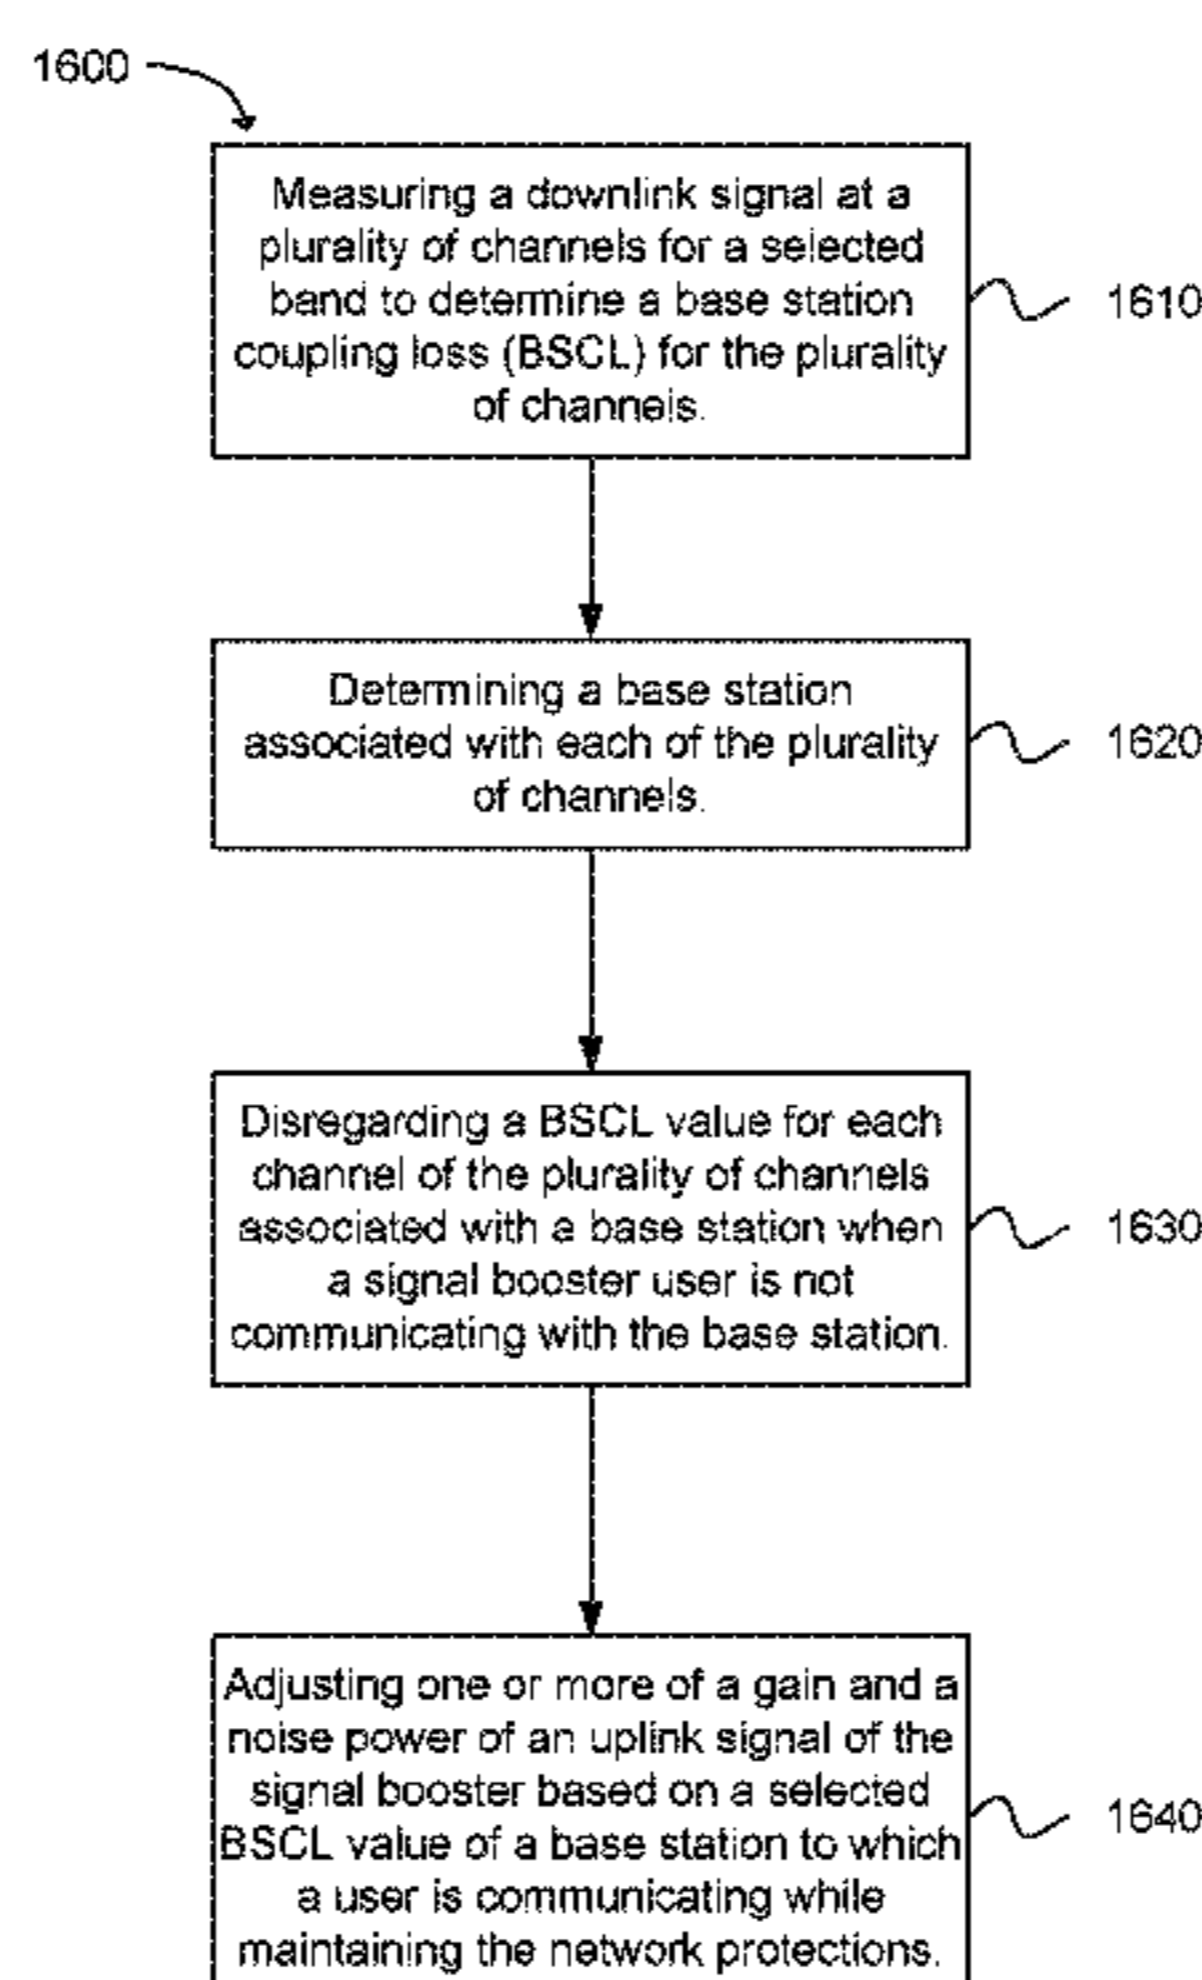 1600
Measuring a downlink signal at a
plurality of channels for a selected
band to determine a base station
coupling loss (BSCL) for the plurality
of channels.
1610
Determining a base station
associated with each of the plurality
of channels.
1620
Disregarding a BSCL value for each
channel of the plurality of channels
associated with a base station when
a signal booster user is not
communicating with the base station.
1630
Adjusting one or more of a gain and a
noise power of an uplink signal of the
signal booster based on a selected
BSCL value of a base station to which
a user is communicating while
maintaining the network protections.
1640